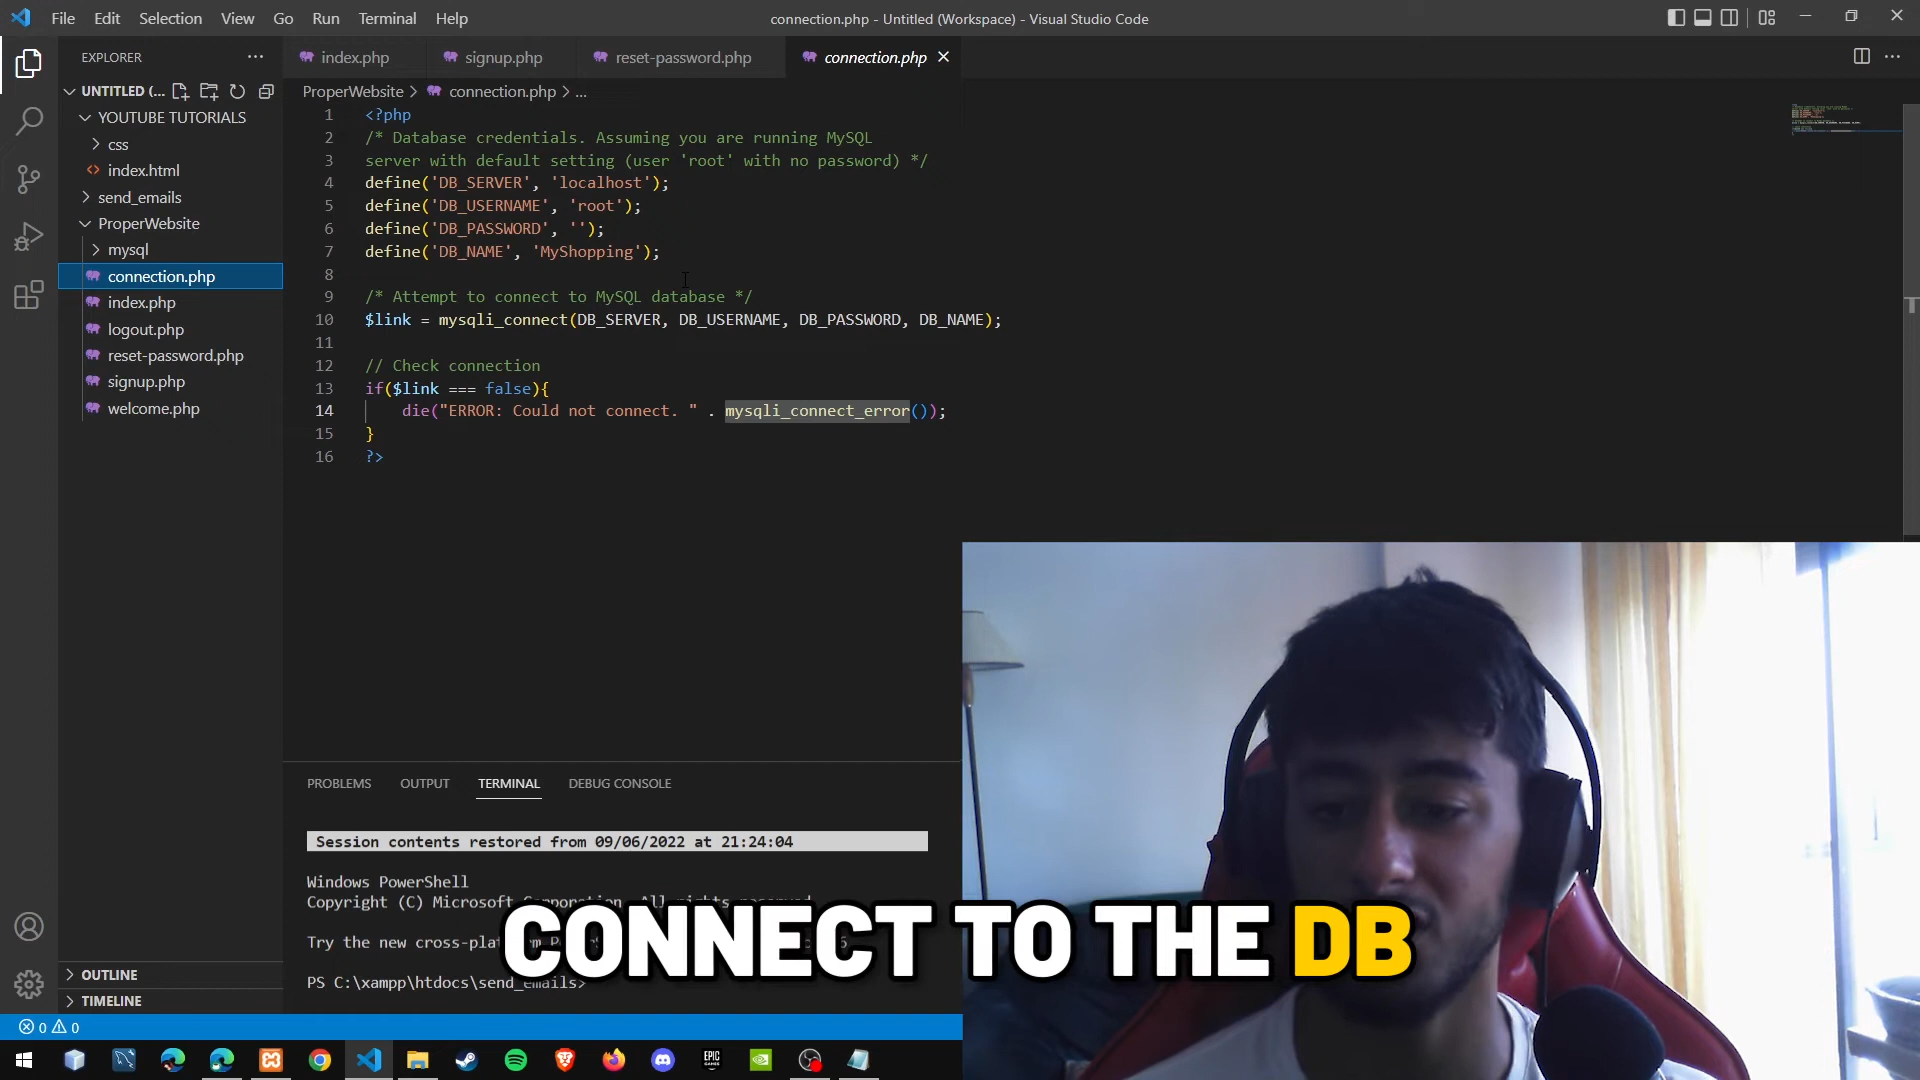 File Edit Selection View Go Run Terminal Help
connection.php - Untitled (Workspace) - Visual Studio Code
EXPLORER
index.php
signup.php
reset-password.php
connection.php
UNTITLED (...
ProperWebsite > connection.php > ...
YOUTUBE TUTORIALS
css
index.html
send_emails
ProperWebsite
mysql
connection.php
index.php
logout.php
reset-password.php
signup.php
welcome.php
OUTLINE
TIMELINE
1 <?php
2 /* Database credentials. Assuming you are running MySQL
3 server with default setting (user 'root' with no password) */
4 define('DB_SERVER', 'localhost');
5 define('DB_USERNAME', 'root');
6 define('DB_PASSWORD', '');
7 define('DB_NAME', 'MyShopping');
8
9 /* Attempt to connect to MySQL database */
10 $link = mysqli_connect(DB_SERVER, DB_USERNAME, DB_PASSWORD, DB_NAME);
11
12 // Check connection
13 if($link === false){
14 die("ERROR: Could not connect. " . mysqli_connect_error());
15 }
16 ?>
PROBLEMS OUTPUT TERMINAL DEBUG CONSOLE
Session contents restored from 09/06/2022 at 21:24:04
Windows PowerShell
Copyright (C) Microsoft Corporation. All rights reserved.
Try the new cross-platform
PS C:\xampp\htdocs\send_emails>
CONNECT TO THE DB
0 0
EPIC GAMES